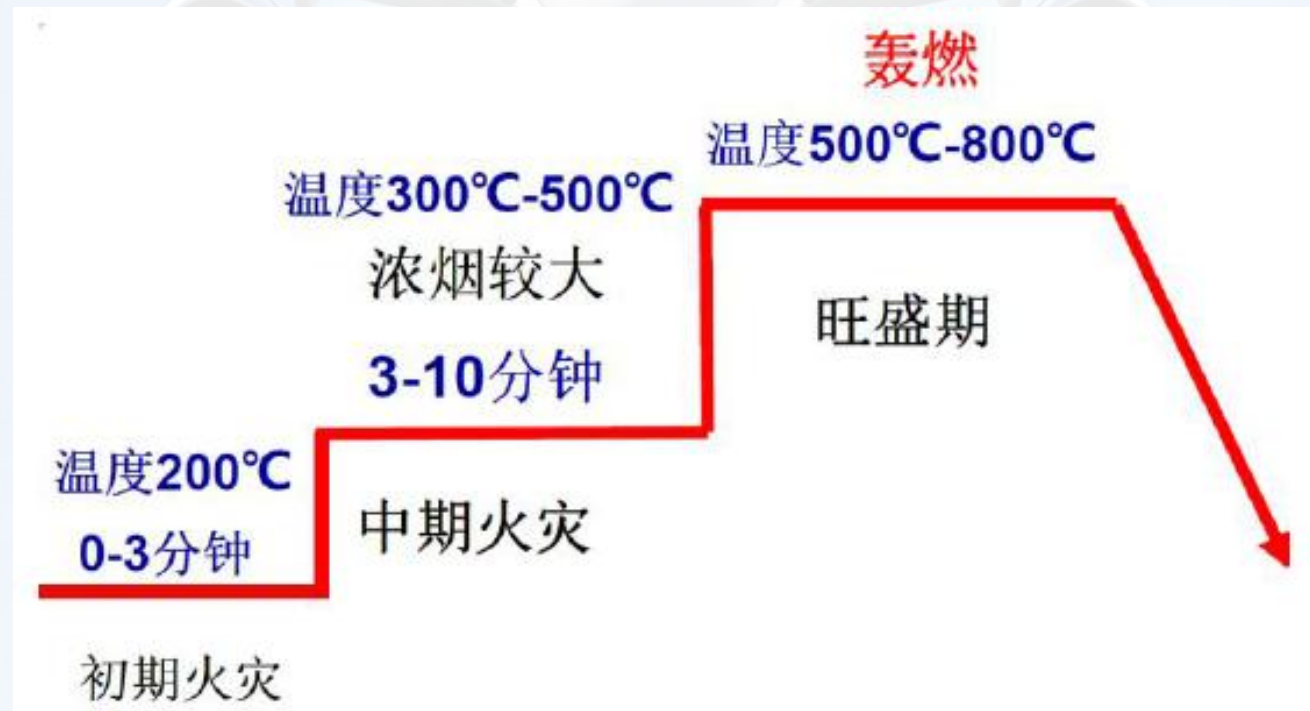 轰燃
温度500℃-800℃
温度300℃-500℃
浓烟较大
旺盛期
3-10分钟
温度200℃
0-3分钟
中期火灾
初期火灾